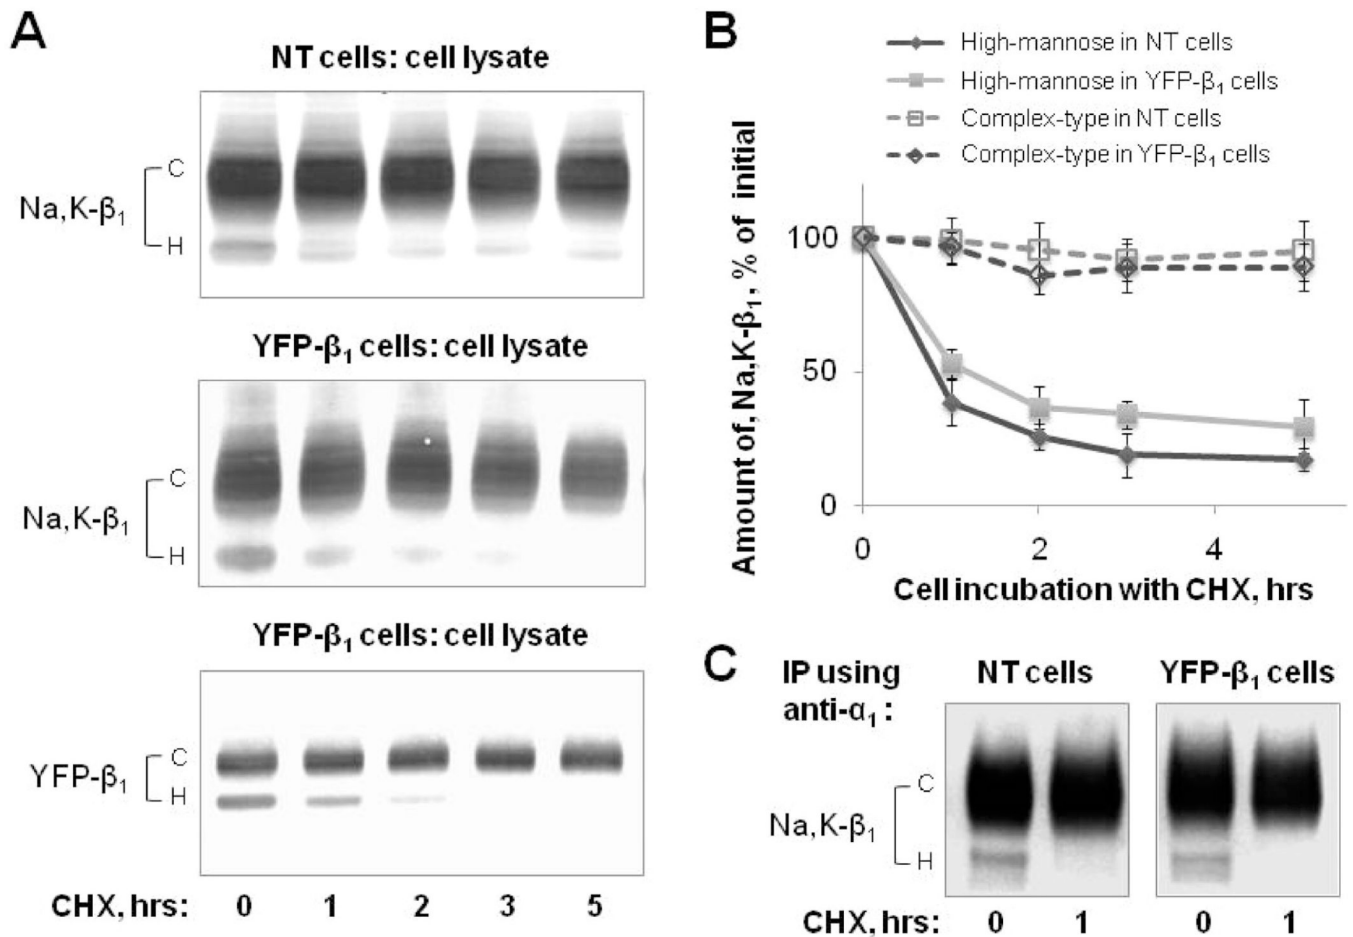 A
NT cells: cell lysate
C
Na,K-β₁
H
YFP-β₁ cells: cell lysate
C
Na,K-β₁
H
YFP-β₁ cells: cell lysate
C
YFP-β₁
H
CHX, hrs: 0 1 2 3 5
B
High-mannose in NT cells
High-mannose in YFP-β₁ cells
Complex-type in NT cells
Complex-type in YFP-β₁ cells
Amount of, Na,K-β₁, % of initial
100
50
0
0 2 4
Cell incubation with CHX, hrs
C
IP using
anti-α₁:
NT cells
YFP-β₁ cells
C
Na,K-β₁
H
CHX, hrs: 0 1 0 1